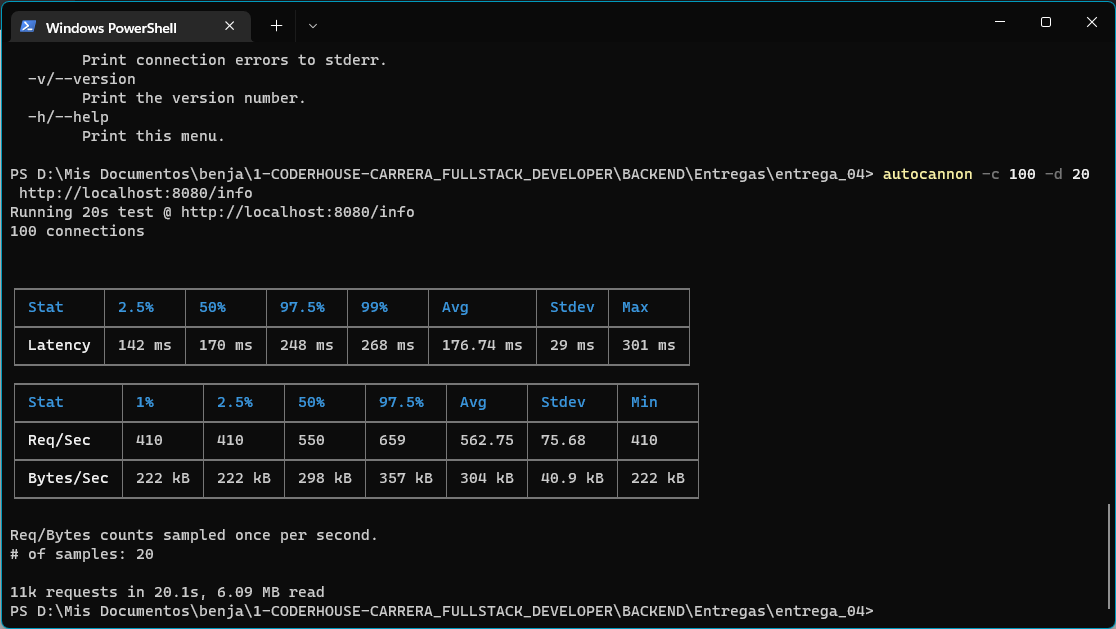 Windows PowerShell
Print connection errors to stderr.
-v/--version
Print the version number.
-h/--help
Print this menu.
PS D:\Mis Documentos\benja\1-CODERHOUSE-CARRERA_FULLSTACK_DEVELOPER\BACKEND\Entregas\entrega_04> autocannon -c 100 -d 20
http://localhost:8080/info
Running 20s test @ http://localhost:8080/info
100 connections
Stat 2.5% 50% 97.5% 99% Avg Stdev Max
Latency 142 ms 170 ms 248 ms 268 ms 176.74 ms 29 ms 301 ms
Stat 1% 2.5% 50% 97.5% Avg Stdev Min
Req/Sec 410 410 550 659 562.75 75.68 410
Bytes/Sec 222 kB 222 kB 298 kB 357 kB 304 kB 40.9 kB 222 kB
Req/Bytes counts sampled once per second.
# of samples: 20
11k requests in 20.1s, 6.09 MB read
PS D:\Mis Documentos\benja\1-CODERHOUSE-CARRERA_FULLSTACK_DEVELOPER\BACKEND\Entregas\entrega_04>